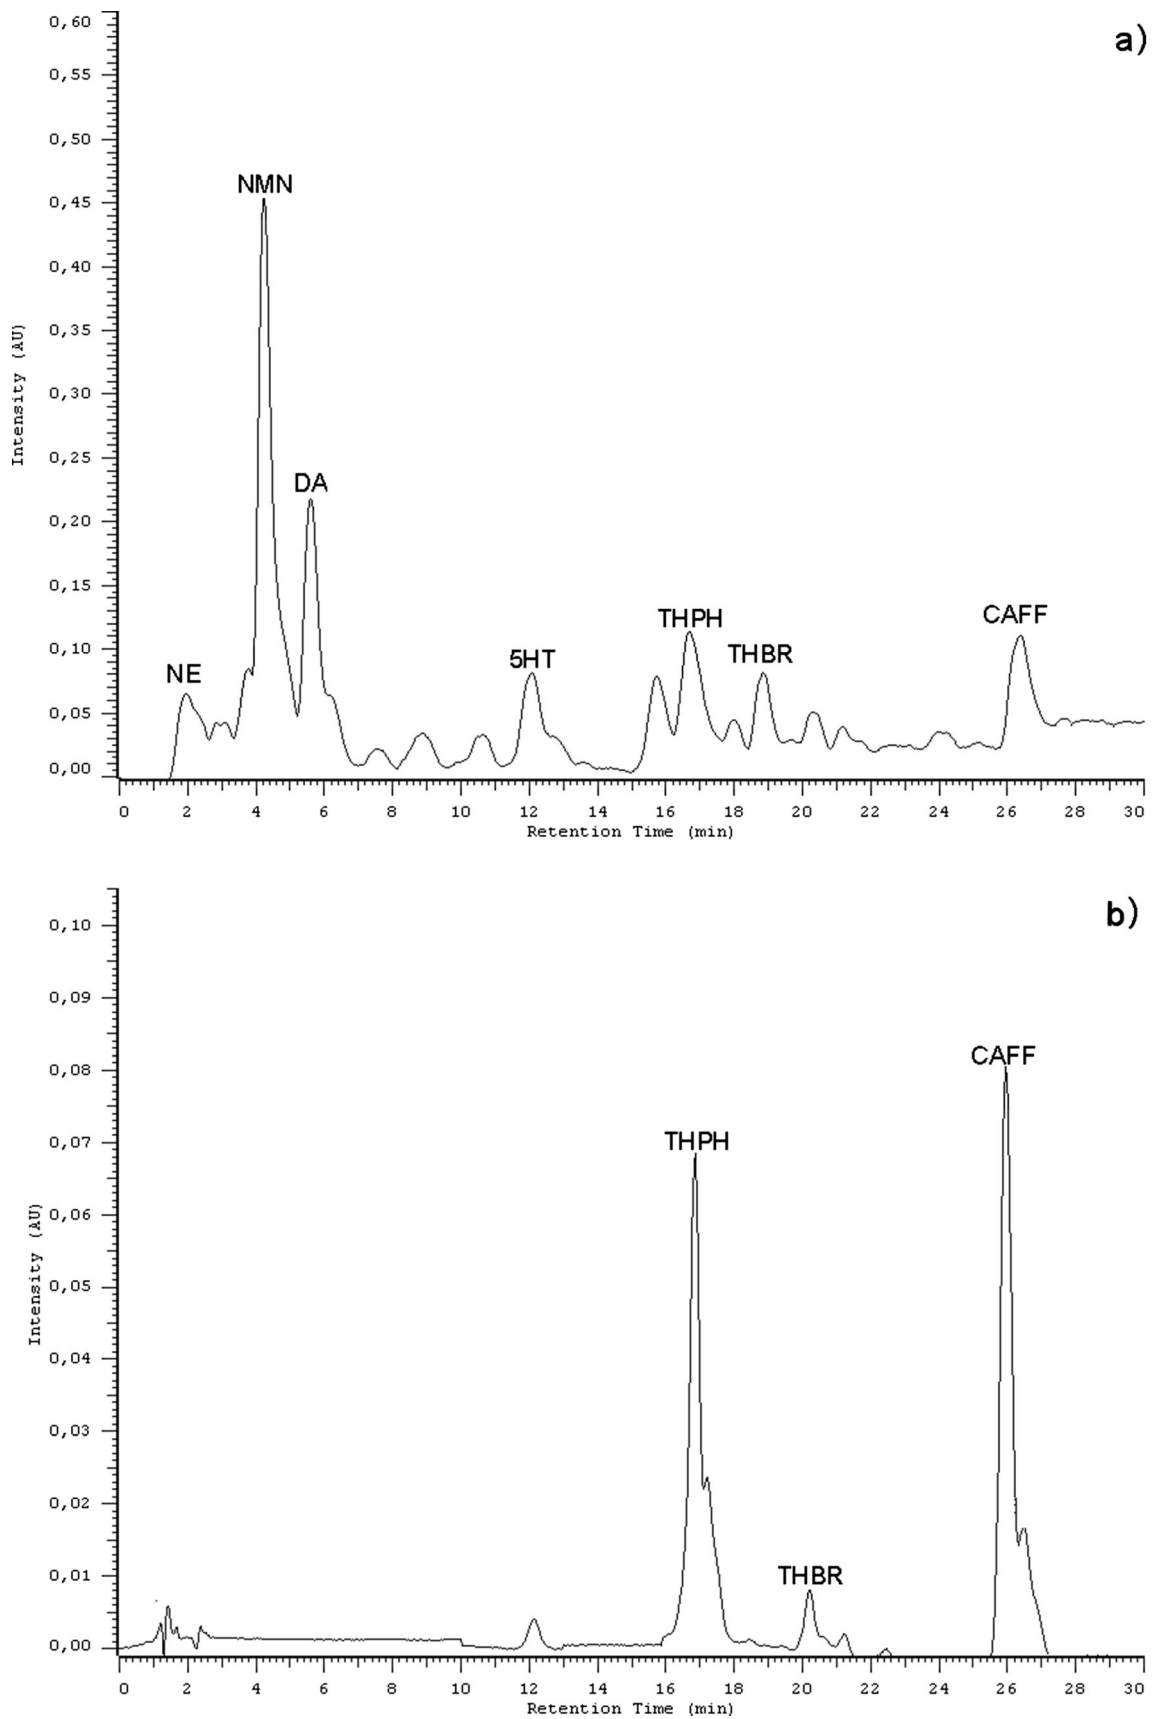 a)
0,60
0,55
0,50
NMN
0,45
0,40
0,35
Intensity (AU)
0,30
0,25
DA
0,20
0,15
THPH
CAFF
0,10
5HT
THBR
NE
0,05
0,00
0 2 4 6 8 10 12 14 16 18 20 22 24 26 28 30
Retention Time (min)
b)
0,10
0,09
CAFF
0,08
THPH
0,07
0,06
Intensity (AU)
0,05
0,04
0,03
0,02
THBR
0,01
0,00
0 2 4 6 8 10 12 14 16 18 20 22 24 26 28 30
Retention Time (min)